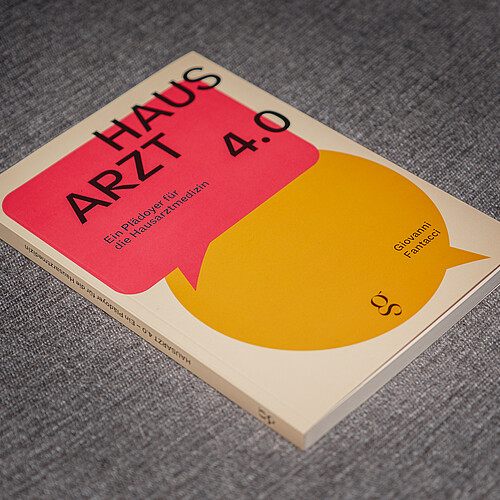 HAUS
ARZT 4.0
Ein Plädoyer für
die Hausarztmedizin
Giovanni
Fantacci
g
HAUSARZT 4.0 – Ein Plädoyer für die Hausarztmedizin